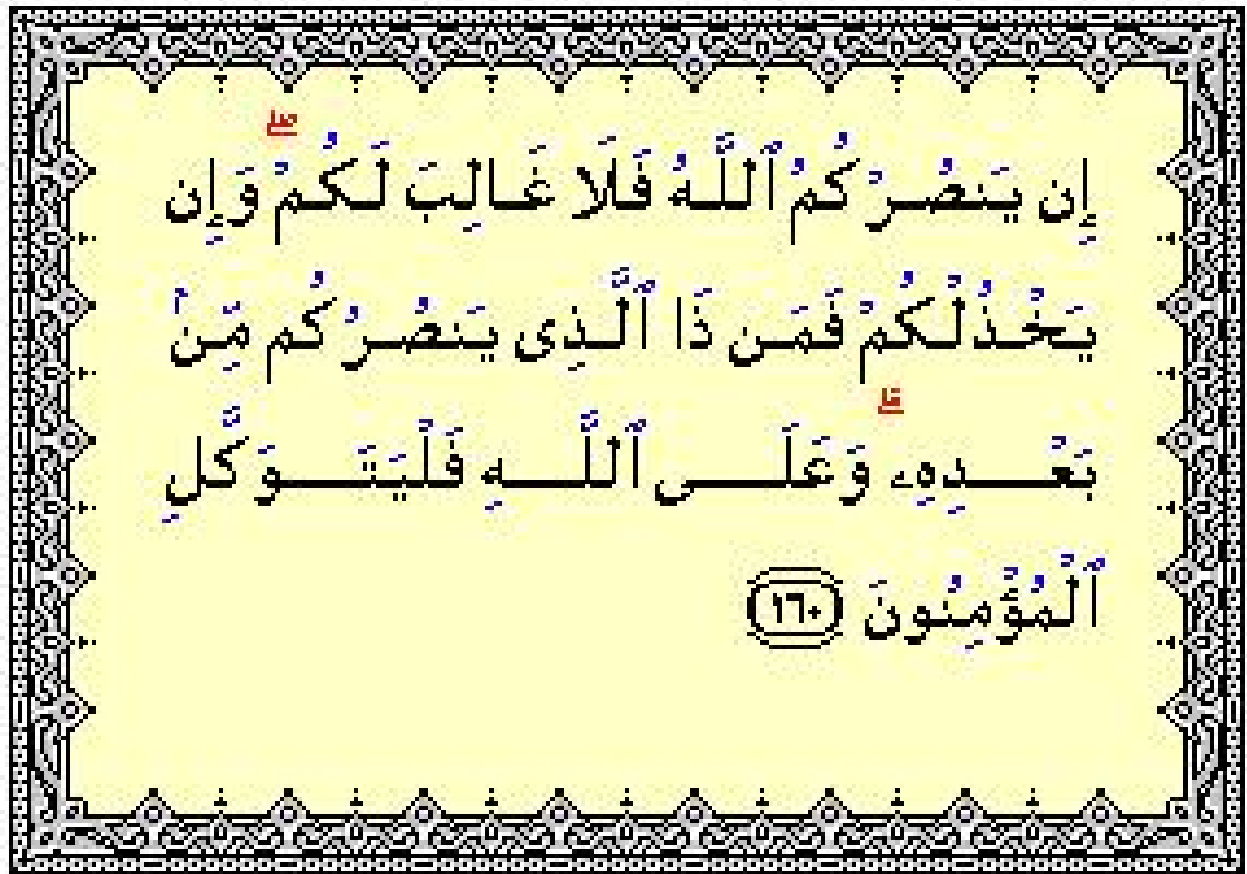 إِن يَنصُرْكُمُ ٱللَّهُ فَلَا غَالِبَ لَكُمْ ۖ وَإِن
يَخْذُلْكُمْ فَمَن ذَا ٱلَّذِى يَنصُرُكُم مِّنۢ
بَعْدِهِۦ ۗ وَعَلَى ٱللَّهِ فَلْيَتَوَكَّلِ
ٱلْمُؤْمِنُونَ ١٦٠